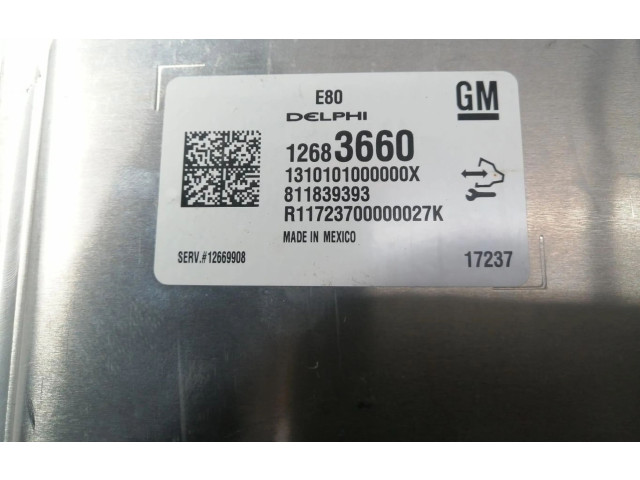 E80
DELPHI
GM
12683660
1310101000000X
811839393
R11723700000027K
MADE IN MEXICO
SERV.#12669908
17237